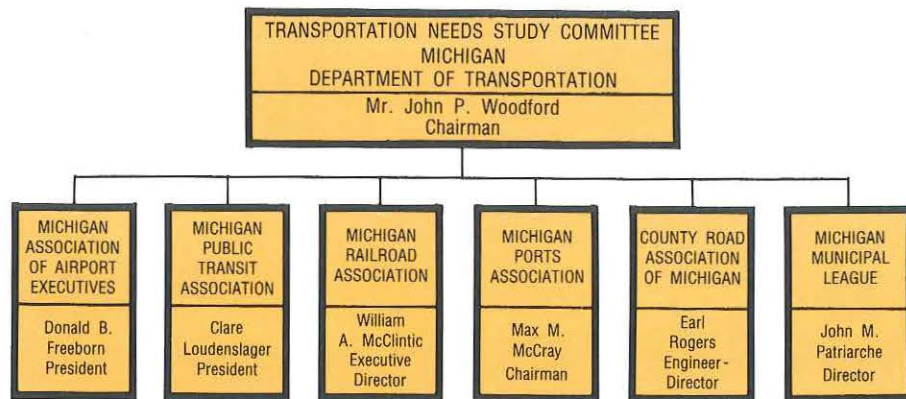 TRANSPORTATION NEEDS STUDY COMMITTEE
MICHIGAN
DEPARTMENT OF TRANSPORTATION
Mr. John P. Woodford
Chairman
MICHIGAN
ASSOCIATION
OF AIRPORT
EXECUTIVES
Donald B.
Freeborn
President
MICHIGAN
PUBLIC
TRANSIT
ASSOCIATION
Clare
Loudenslager
President
MICHIGAN
RAILROAD
ASSOCIATION
William
A. McClintic
Executive
Director
MICHIGAN
PORTS
ASSOCIATION
Max M.
McCray
Chairman
COUNTY ROAD
ASSOCIATION
OF MICHIGAN
Earl
Rogers
Engineer-
Director
MICHIGAN
MUNICIPAL
LEAGUE
John M.
Patriarche
Director